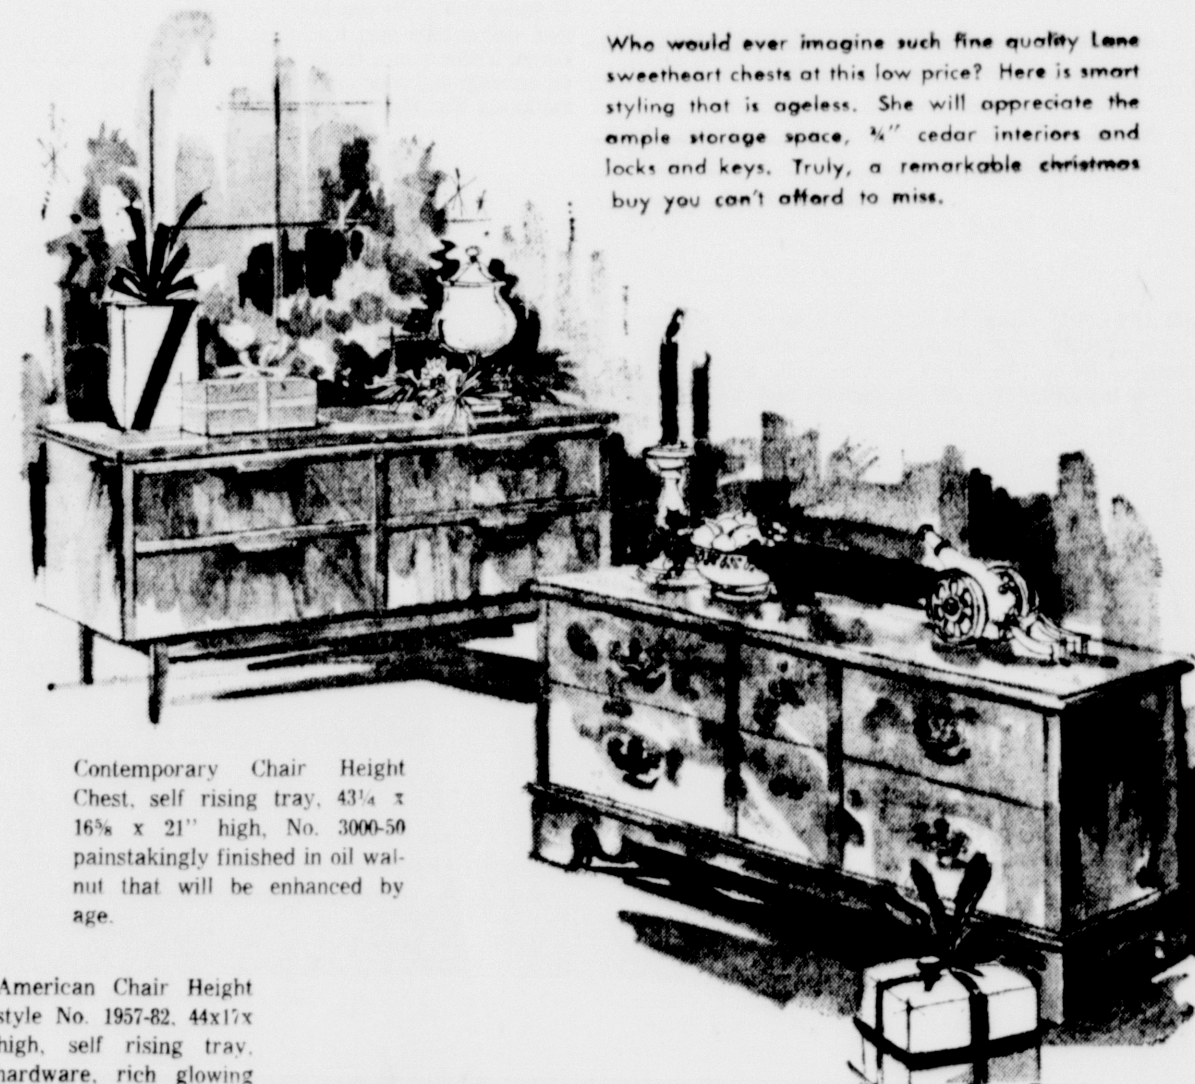 Who would ever imagine such fine quality Lane
sweetheart chests at this low price? Here is smart
styling that is ageless. She will appreciate the
ample storage space, ¾" cedar interiors and
locks and keys. Truly, a remarkable christmas
buy you can't afford to miss.
Contemporary Chair Height
Chest, self rising tray, 43¼ x
16⅝ x 21" high, No. 3000-50
painstakingly finished in oil wal-
nut that will be enhanced by
age.
American Chair Height
style No. 1957-82, 44x17x
high, self rising tray,
hardware, rich glowing